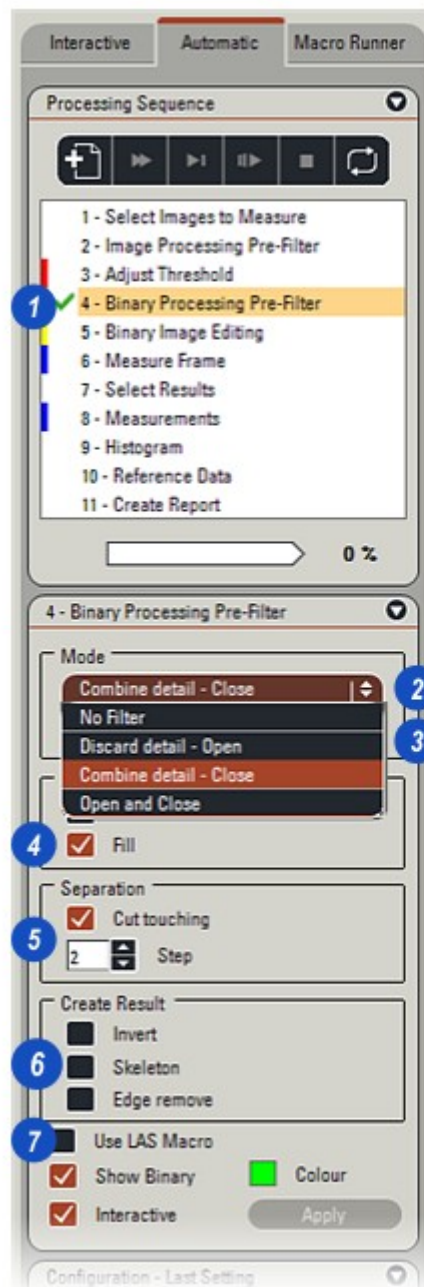 Interactive Automatic Macro Runner
Processing Sequence
1 - Select Images to Measure
2 - Image Processing Pre-Filter
3 - Adjust Threshold
1 4 - Binary Processing Pre-Filter
5 - Binary Image Editing
6 - Measure Frame
7 - Select Results
8 - Measurements
9 - Histogram
10 - Reference Data
11 - Create Report
0 %
4 - Binary Processing Pre-Filter
Mode
Combine detail - Close 2
No Filter
Discard detail - Open 3
Combine detail - Close
Open and Close
4 Fill
Separation
Cut touching
5
2 Step
Create Result
Invert
6 Skeleton
Edge remove
7 Use LAS Macro
Show Binary Colour
Interactive Apply
Configuration - Last Setting